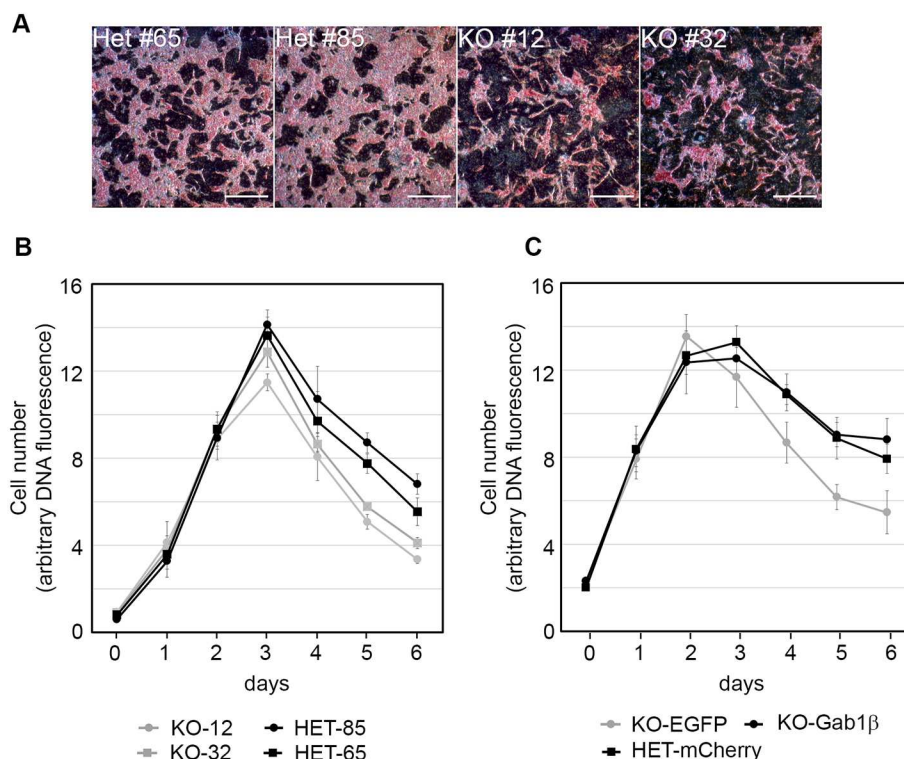 A
Het #65 Het #85 KO #12 KO #32
B
16
12
8
4
0
Cell number
(arbitrary DNA fluorescence)
0 1 2 3 4 5 6
days
KO-12 HET-85
KO-32 HET-65
C
16
12
8
4
0
Cell number
(arbitrary DNA fluorescence)
0 1 2 3 4 5 6
days
KO-EGFP KO-Gab1β
HET-mCherry